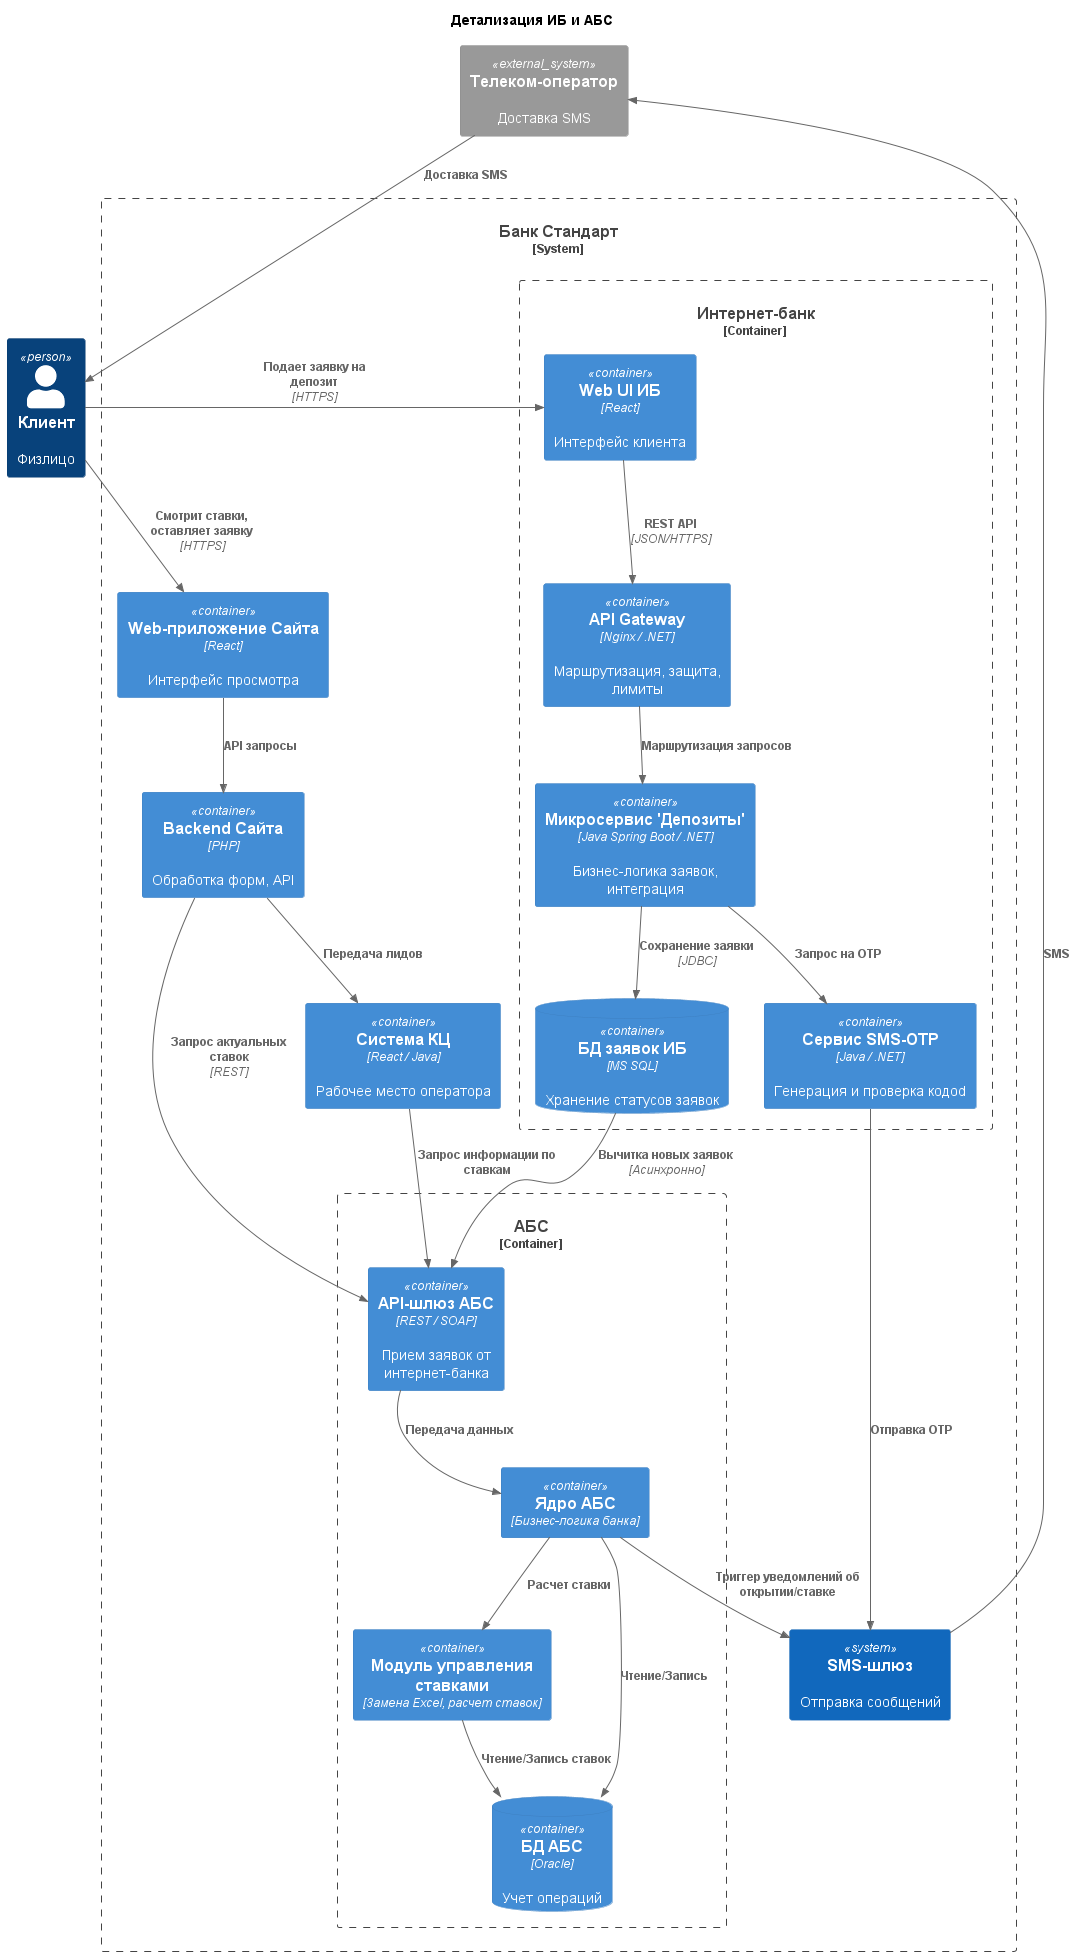 Детализация ИБ и АБС
«external_system»
Телеком-оператор
Доставка SMS
Доставка SMS
Банк Стандарт
[System]
Интернет-банк
[Container]
«person»
Клиент
Физлицо
Подает заявку на
депозит
[HTTPS]
«container»
Web UI ИБ
[React]
Интерфейс клиента
Смотрит ставки,
оставляет заявку
[HTTPS]
REST API
[JSON/HTTPS]
«container»
Web-приложение Сайта
[React]
Интерфейс просмотра
«container»
API Gateway
[Nginx / .NET]
Маршрутизация, защита,
лимиты
API запросы
Маршрутизация запросов
«container»
Backend Сайта
[PHP]
Обработка форм, API
«container»
Микросервис 'Депозиты'
[Java Spring Boot / .NET]
Бизнес-логика заявок,
интеграция
Передача лидов
Сохранение заявки
[JDBC]
Запрос на OTP
SMS
Запрос актуальных
ставок
[REST]
«container»
Система КЦ
[React / Java]
Рабочее место оператора
«container»
БД заявок ИБ
[MS SQL]
Хранение статусов заявок
«container»
Сервис SMS-OTP
[Java / .NET]
Генерация и проверка кодоd
Запрос информации по
ставкам
Вычитка новых заявок
[Асинхронно]
АБС
[Container]
«container»
API-шлюз АБС
[REST / SOAP]
Прием заявок от
интернет-банка
Передача данных
Отправка OTP
«container»
Ядро АБС
[Бизнес-логика банка]
Расчет ставки
Триггер уведомлений об
открытии/ставке
«container»
Модуль управления
ставками
[Замена Excel, расчет ставок]
Чтение/Запись
«system»
SMS-шлюз
Отправка сообщений
Чтение/Запись ставок
«container»
БД АБС
[Oracle]
Учет операций